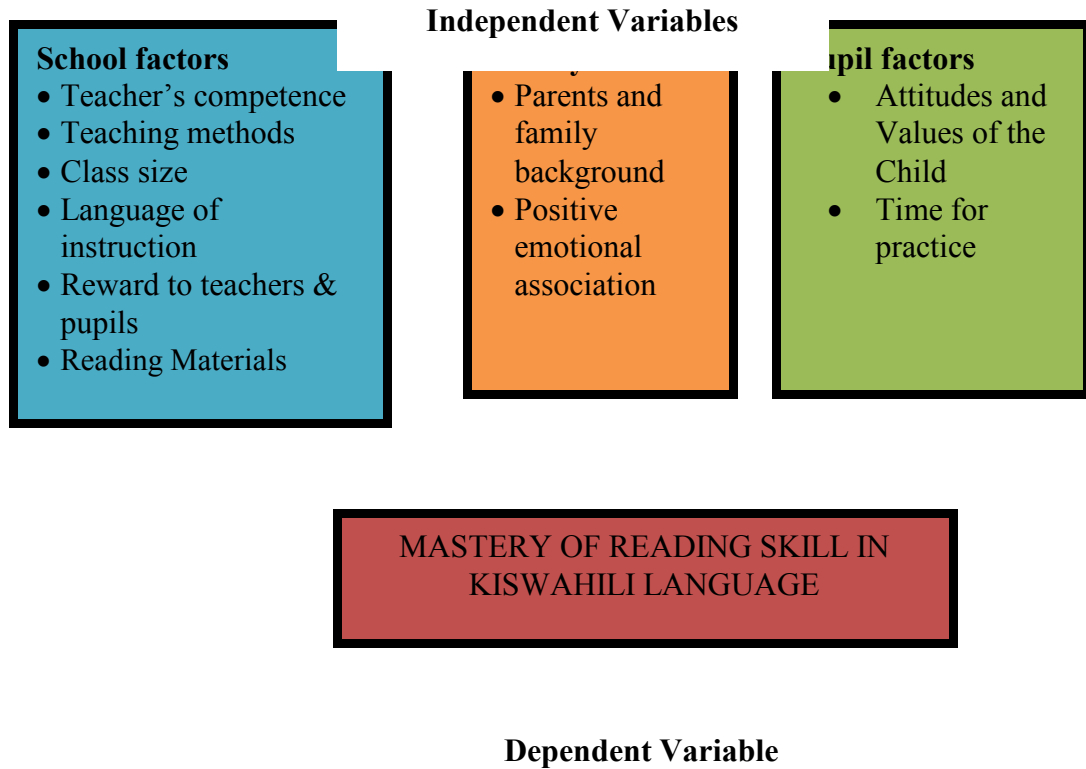 Independent Variables
School factors
• Teacher’s competence
• Teaching methods
• Class size
• Language of
instruction
• Reward to teachers &
pupils
• Reading Materials
• Parents and
family
background
• Positive
emotional
association
upil factors
• Attitudes and
Values of the
Child
• Time for
practice
MASTERY OF READING SKILL IN
KISWAHILI LANGUAGE
Dependent Variable